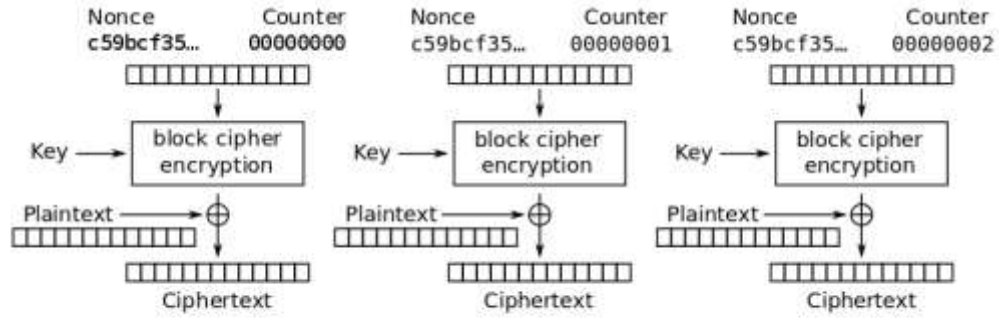 Nonce Counter Nonce Counter Nonce Counter
c59bcf35… 00000000 c59bcf35… 00000001 c59bcf35… 00000002
block cipher block cipher block cipher
Key Key Key
encryption encryption encryption
Plaintext Plaintext Plaintext
Ciphertext Ciphertext Ciphertext